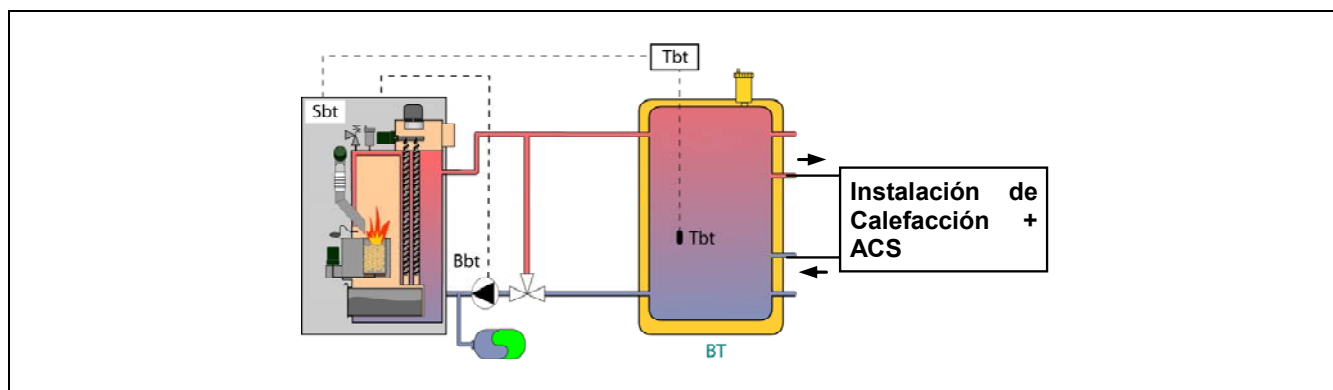 Tbt
Sbt
Tbt
Bbt
BT
Instalación de
Calefacción +
ACS